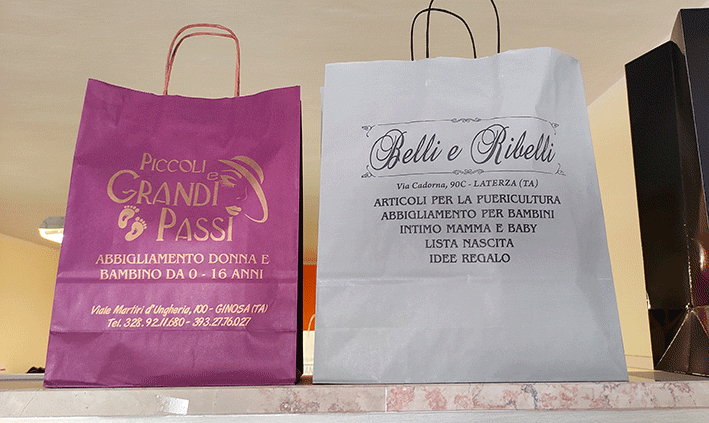 PICCOLI
E
GRANDI
PASSI
ABBIGLIAMENTO DONNA E
BAMBINO DA 0 - 16 ANNI
Viale Martiri d'Ungheria, 100 - GINOSA (TA)
Tel. 328.92.11.680 - 393.27.76.027
Belli e Ribelli
Via Cadorna, 90C - LATERZA (TA)
ARTICOLI PER LA PUERICULTURA
ABBIGLIAMENTO PER BAMBINI
INTIMO MAMMA E BABY
LISTA NASCITA
IDEE REGALO